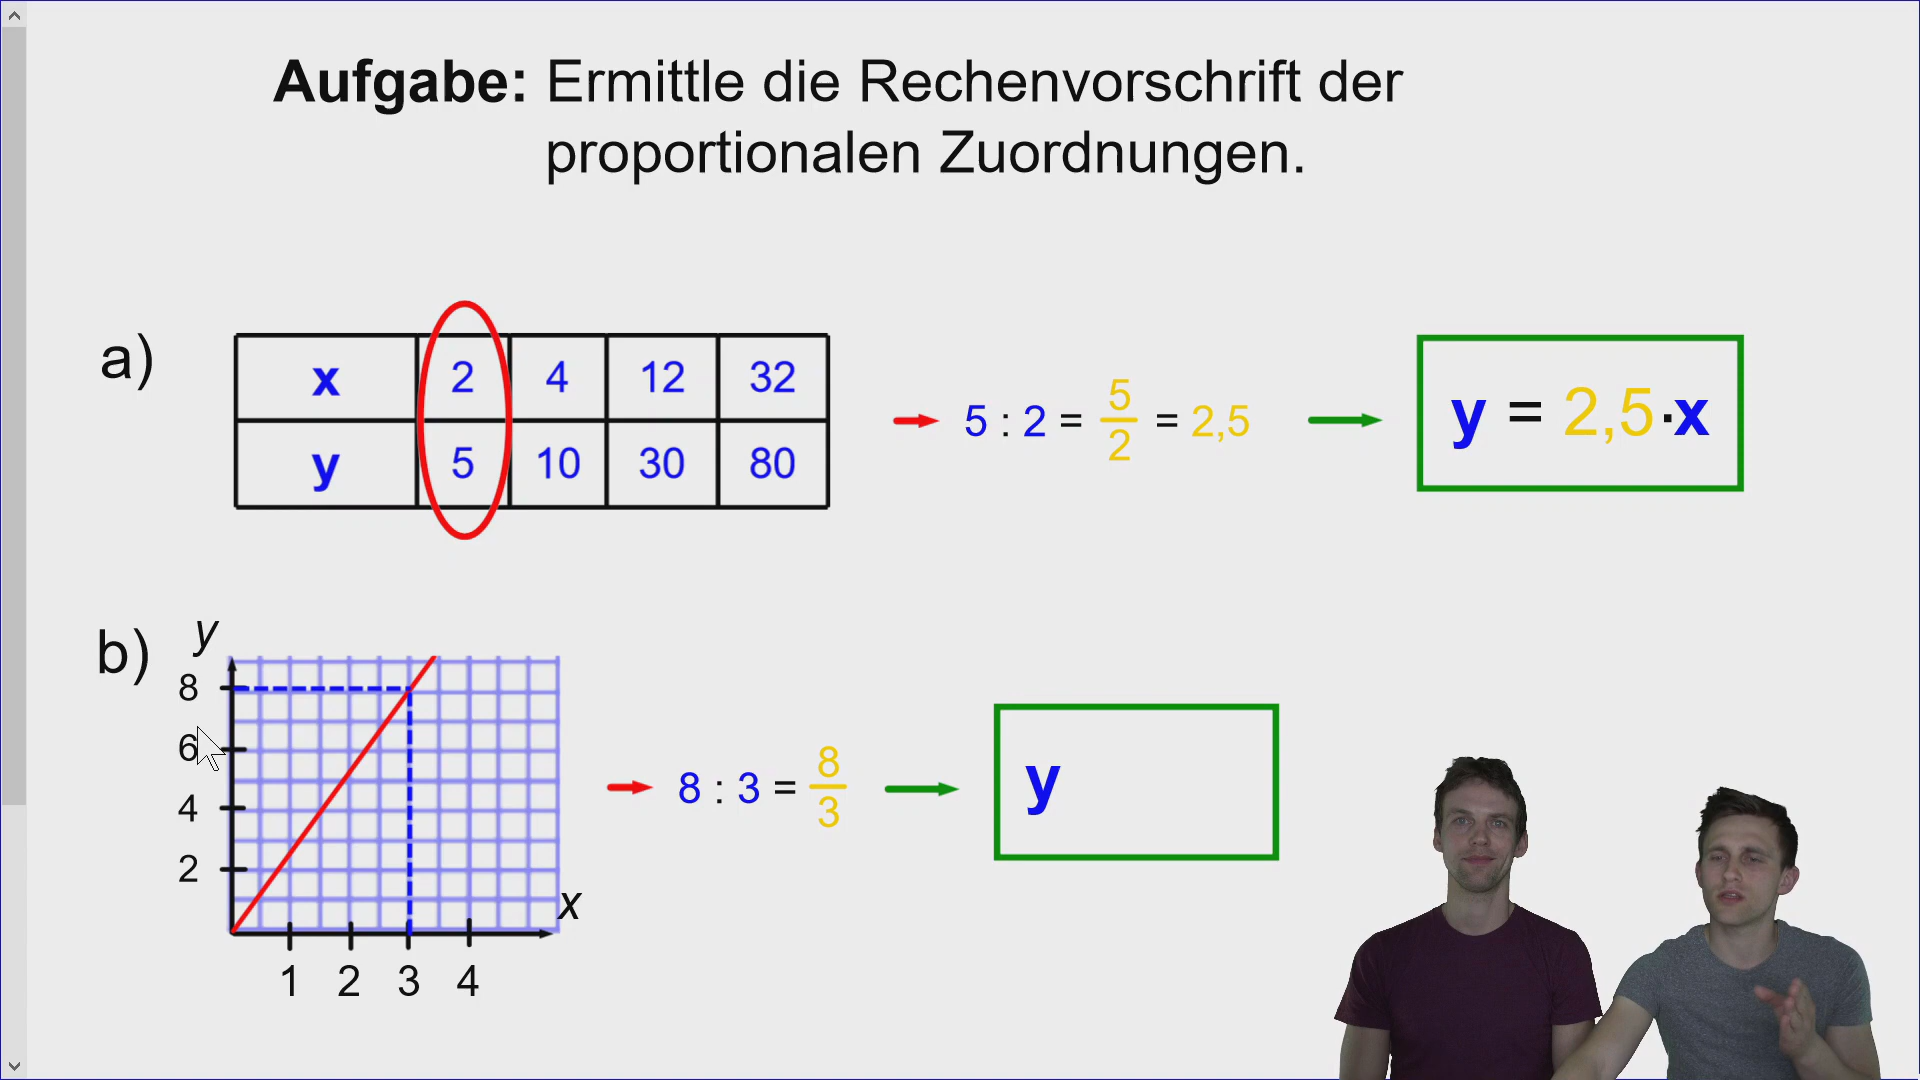 Aufgabe: Ermittle die Rechenvorschrift der
proportionalen Zuordnungen.
a)
x 2 4 12 32
y 5 10 30 80
5 : 2 = 5/2 = 2,5
y = 2,5·x
b)
y
8
6
4
2
x
1 2 3 4
8 : 3 = 8/3
y